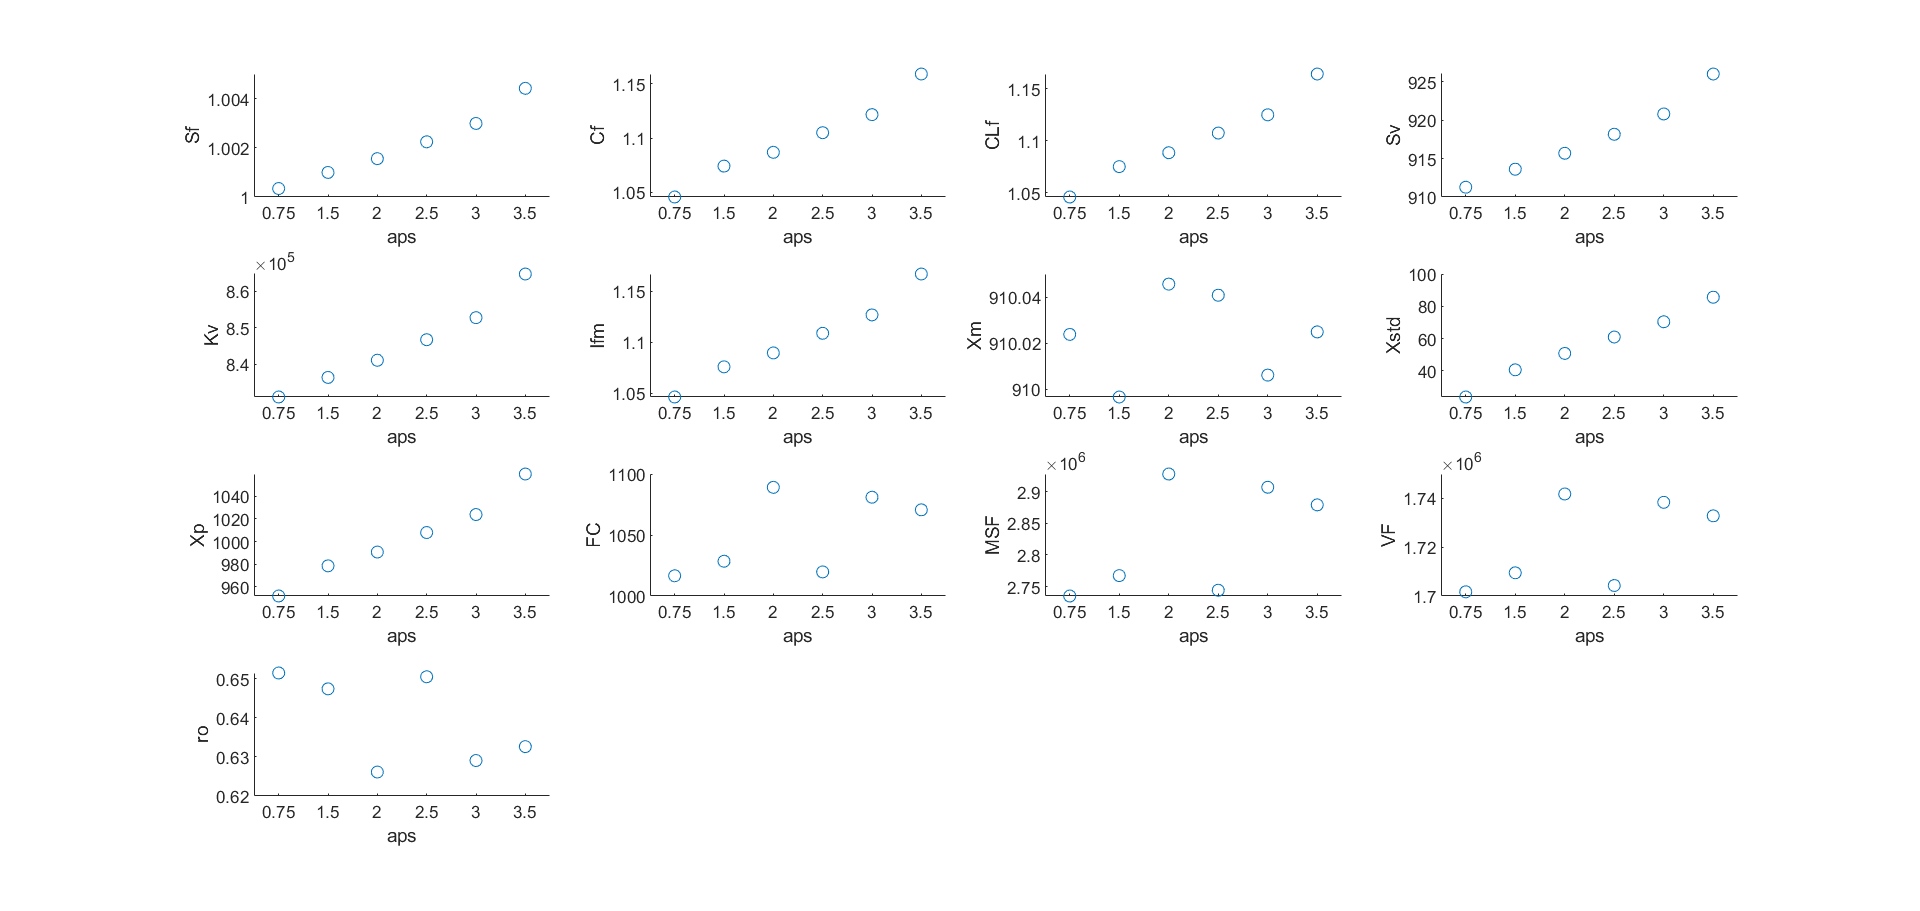 Sf
1.004
1.002
1
0.75 1.5 2 2.5 3 3.5
aps
Cf
1.15
1.1
1.05
0.75 1.5 2 2.5 3 3.5
aps
CLf
1.15
1.1
1.05
0.75 1.5 2 2.5 3 3.5
aps
Sv
925
920
915
910
0.75 1.5 2 2.5 3 3.5
aps
× 10^5
Kv
8.6
8.5
8.4
0.75 1.5 2 2.5 3 3.5
aps
Ifm
1.15
1.1
1.05
0.75 1.5 2 2.5 3 3.5
aps
Xm
910.04
910.02
910
0.75 1.5 2 2.5 3 3.5
aps
Xstd
100
80
60
40
0.75 1.5 2 2.5 3 3.5
aps
Xp
1040
1020
1000
980
960
0.75 1.5 2 2.5 3 3.5
aps
FC
1100
1050
1000
0.75 1.5 2 2.5 3 3.5
aps
× 10^6
MSF
2.9
2.85
2.8
2.75
0.75 1.5 2 2.5 3 3.5
aps
× 10^6
VF
1.74
1.72
1.7
0.75 1.5 2 2.5 3 3.5
aps
ro
0.65
0.64
0.63
0.62
0.75 1.5 2 2.5 3 3.5
aps